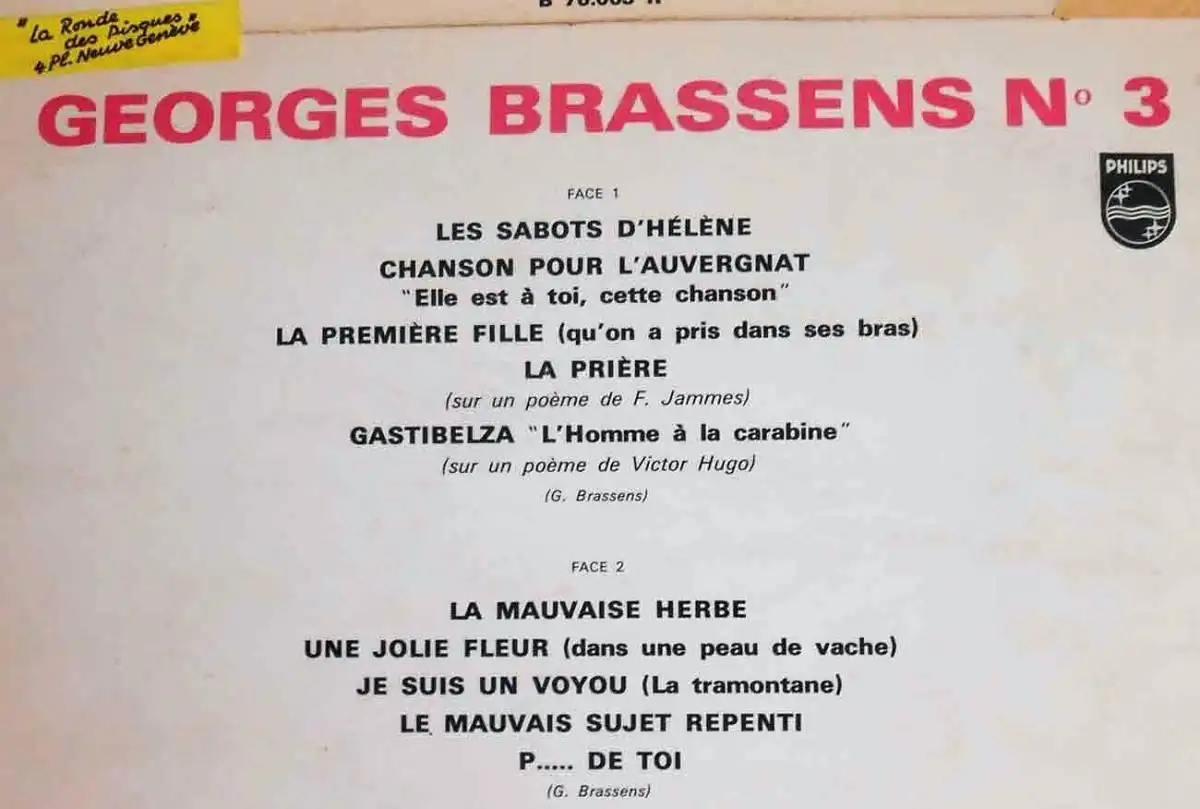 "La Ronde
des Disques"
4 Pl. Neuve Genève
GEORGES BRASSENS Nº 3
PHILIPS
FACE 1
LES SABOTS D'HÉLÈNE
CHANSON POUR L'AUVERGNAT
"Elle est à toi, cette chanson"
LA PREMIÈRE FILLE (qu'on a pris dans ses bras)
LA PRIÈRE
(sur un poème de F. Jammes)
GASTIBELZA "L'Homme à la carabine"
(sur un poème de Victor Hugo)
(G. Brassens)
FACE 2
LA MAUVAISE HERBE
UNE JOLIE FLEUR (dans une peau de vache)
JE SUIS UN VOYOU (La tramontane)
LE MAUVAIS SUJET REPENTI
P..... DE TOI
(G. Brassens)